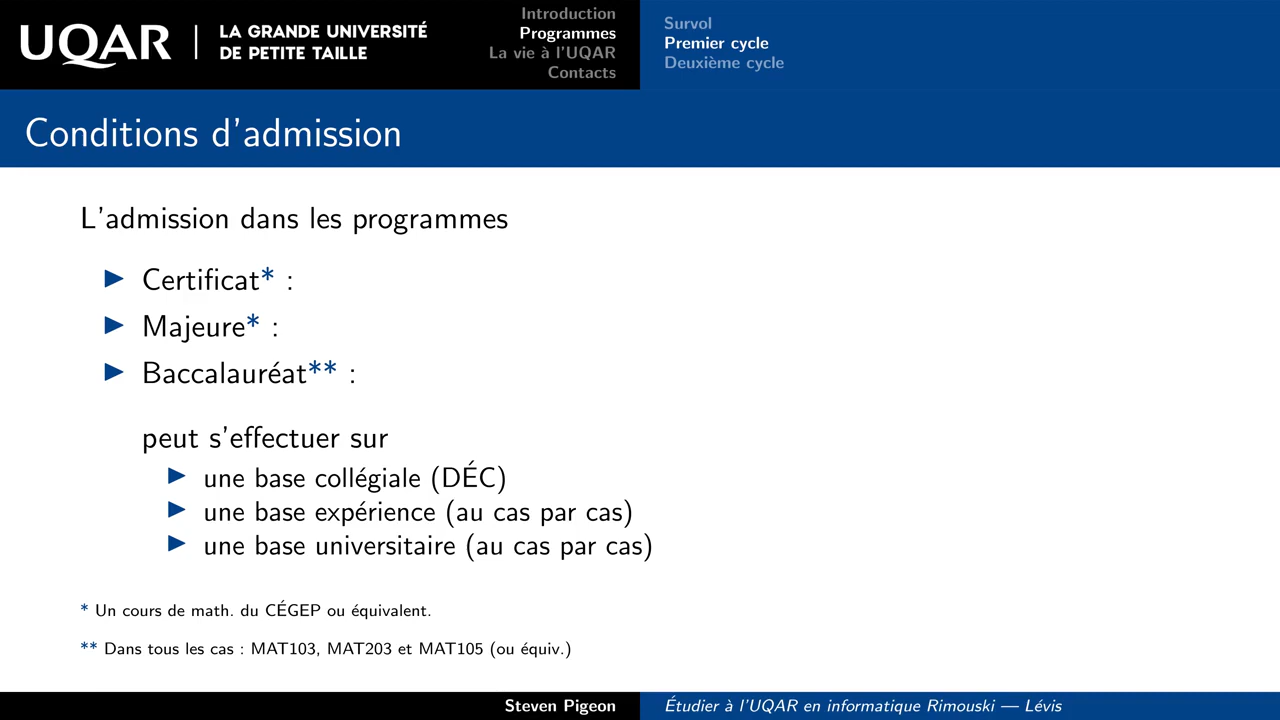 UQAR | LA GRANDE UNIVERSITÉ
DE PETITE TAILLE
Introduction
Programmes
La vie à l'UQAR
Contacts
Survol
Premier cycle
Deuxième cycle
Conditions d'admission
L'admission dans les programmes
▶ Certificat* :
▶ Majeure* :
▶ Baccalauréat** :
peut s'effectuer sur
▶ une base collégiale (DÉC)
▶ une base expérience (au cas par cas)
▶ une base universitaire (au cas par cas)
* Un cours de math. du CÉGEP ou équivalent.
** Dans tous les cas : MAT103, MAT203 et MAT105 (ou équiv.)
Steven Pigeon
Étudier à l'UQAR en informatique Rimouski — Lévis